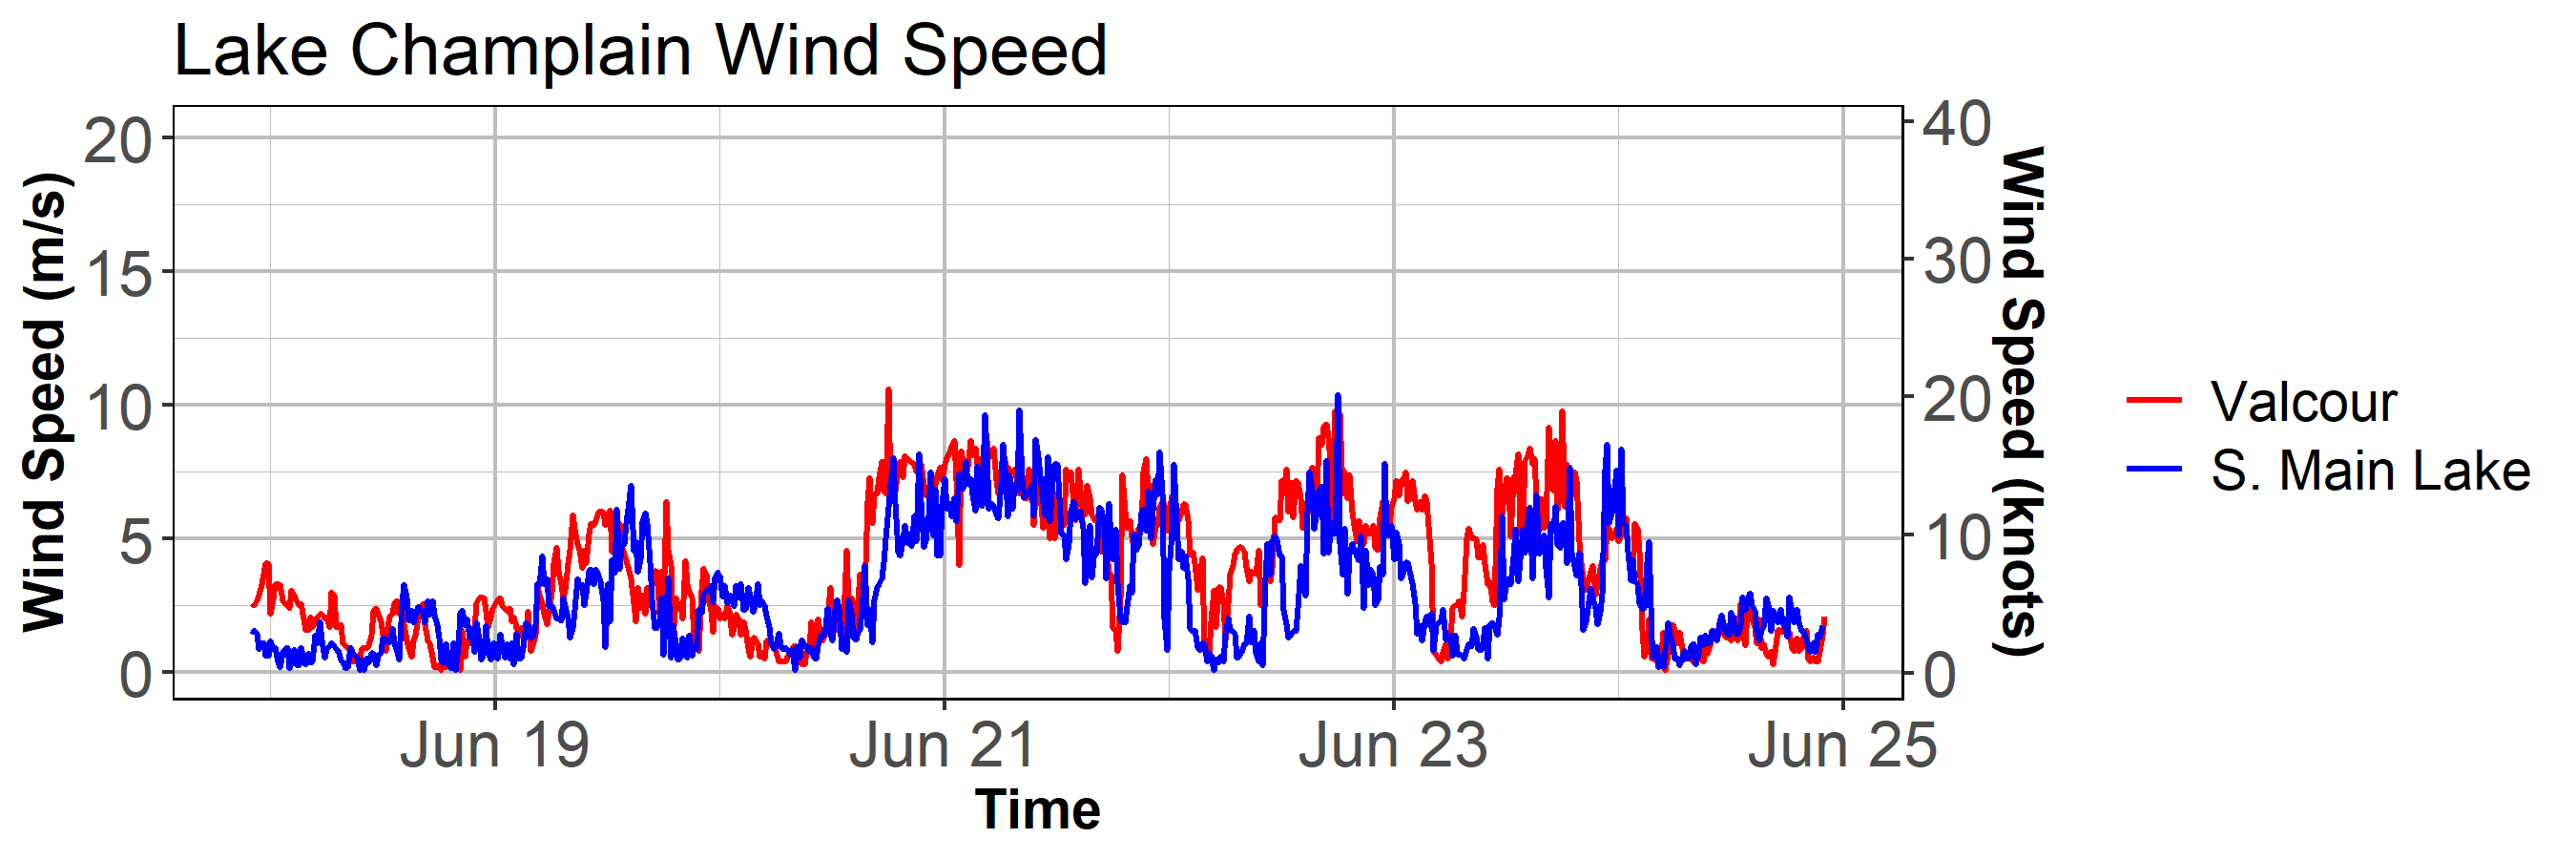 Lake Champlain Wind Speed
20
15
10
5
0
Wind Speed (m/s)
40
30
20
10
0
Wind Speed (knots)
Jun 19
Jun 21
Jun 23
Jun 25
Time
Valcour
S. Main Lake